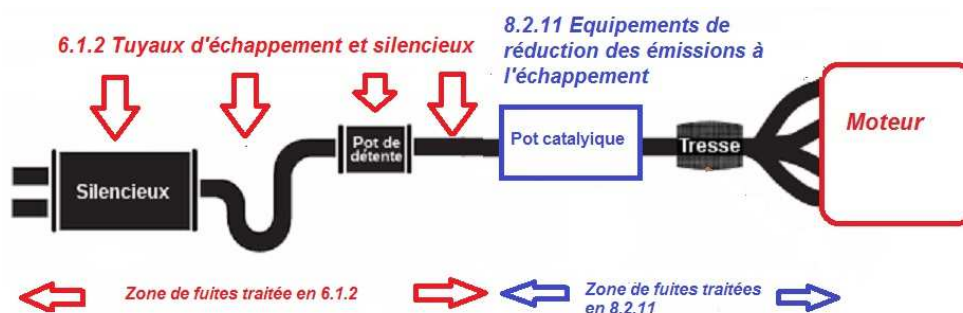 6.1.2 Tuyaux d'échappement et silencieux
8.2.11 Equipements de
réduction des émissions à
l'échappement
Moteur
Pot catalyique
Tresse
Pot de
détente
Silencieux
Zone de fuites traitée en 6.1.2
Zone de fuites traitées
en 8.2.11